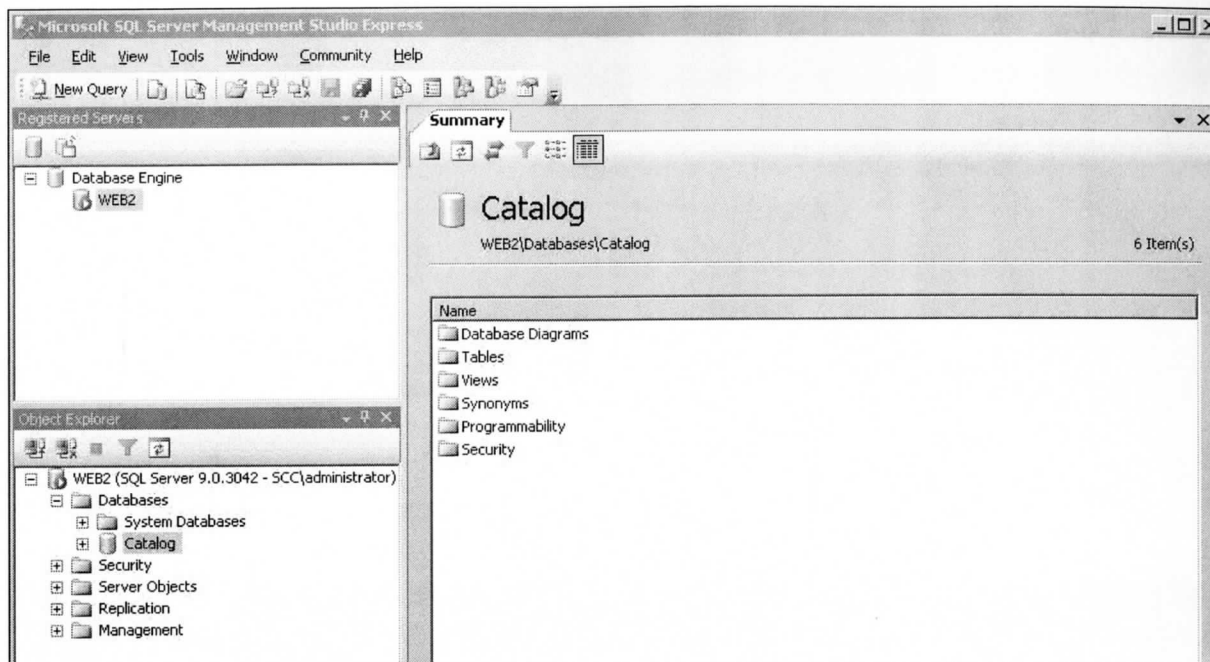 Microsoft SQL Server Management Studio Express
File Edit View Tools Window Community Help
New Query
Registered Servers
Database Engine
WEB2
Object Explorer
WEB2 (SQL Server 9.0.3042 - SCC\administrator)
Databases
System Databases
Catalog
Security
Server Objects
Replication
Management
Summary
Catalog
WEB2\Databases\Catalog 6 Item(s)
Name
Database Diagrams
Tables
Views
Synonyms
Programmability
Security